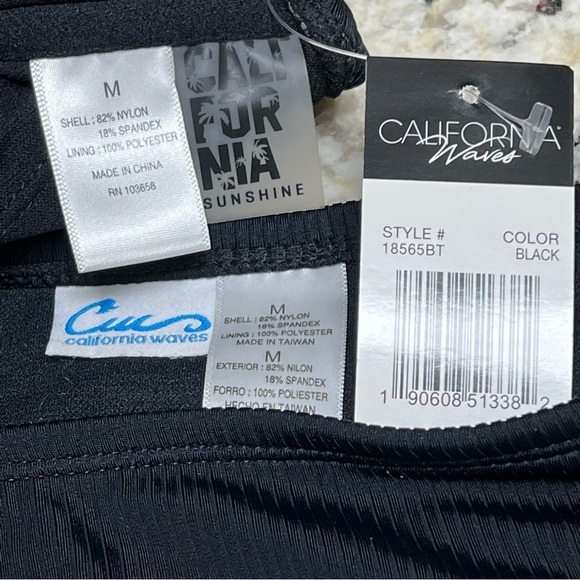 M
SHELL : 82% NYLON
18% SPANDEX
LINING : 100% POLYESTER
MADE IN CHINA
RN 103658
CALI
FOR
NIA
SUNSHINE
CALIFORNIA
Waves
STYLE # COLOR
18565BT BLACK
1 90608 51338 2
california waves
M
SHELL : 82% NYLON
18% SPANDEX
LINING : 100% POLYESTER
MADE IN TAIWAN
M
EXTERIOR : 82% NILON
18% SPANDEX
FORRO : 100% POLIESTER
HECHO EN TAIWAN